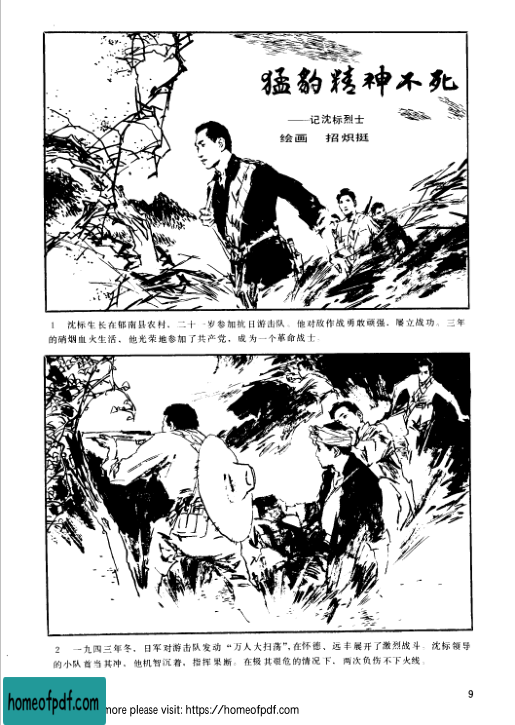 猛豹精神不死
——记沈标烈士
绘画 招炽挺
1 沈标生长在郁南县农村，二十一岁参加抗日游击队。他对敌作战勇敢顽强，屡立战功。三年
的硝烟血火生活，他光荣地参加了共产党，成为一个革命战士。
2 一九四三年冬，日军对游击队发动“万人大扫荡”，在怀德、远丰展开了激烈战斗。沈标领导
的小队首当其冲，他机智沉着，指挥果断。在极其艰危的情况下，两次负伤不下火线。
9
homeofpdf.com
more please visit: https://homeofpdf.com